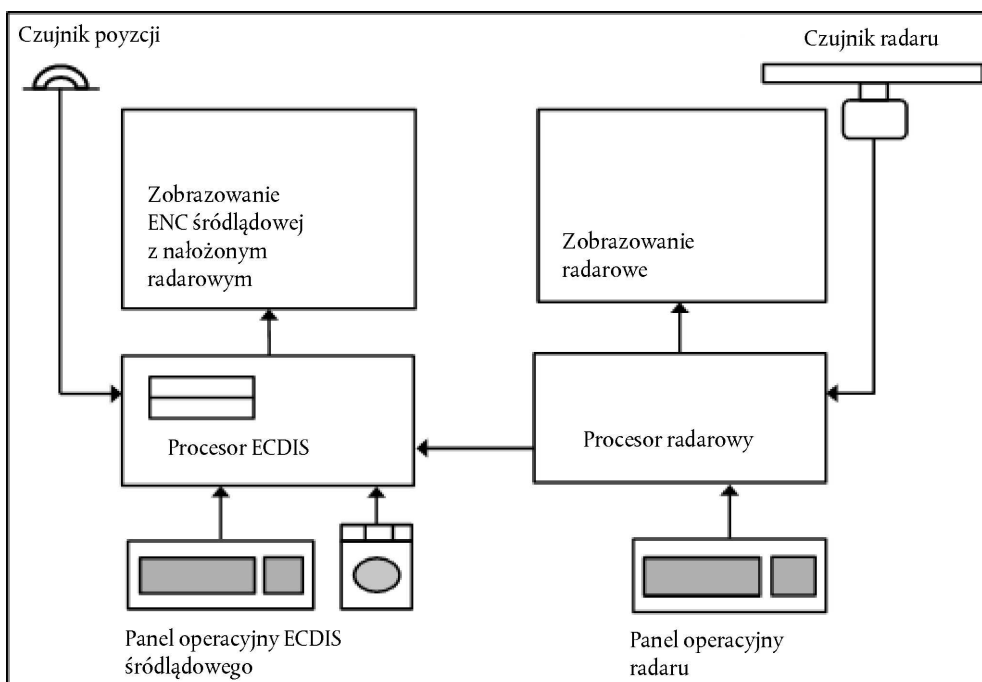 Czujnik poyzcji
Czujnik radaru
Zobrazowanie
ENC śródlądowej
z nałożonym
radarowym
Zobrazowanie
radarowe
Procesor ECDIS
Procesor radarowy
Panel operacyjny ECDIS
śródlądowego
Panel operacyjny
radaru